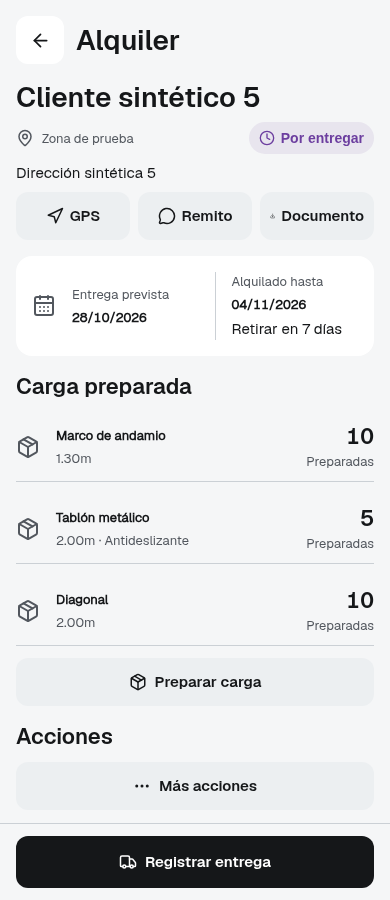 Alquiler
Cliente sintético 5
Zona de prueba
Por entregar
Dirección sintética 5
GPS
Remito
Documento
Entrega prevista
28/10/2026
Alquilado hasta
04/11/2026
Retirar en 7 días
Carga preparada
Marco de andamio
1.30m
10
Preparadas
Tablón metálico
2.00m · Antideslizante
5
Preparadas
Diagonal
2.00m
10
Preparadas
Preparar carga
Acciones
Más acciones
Registrar entrega